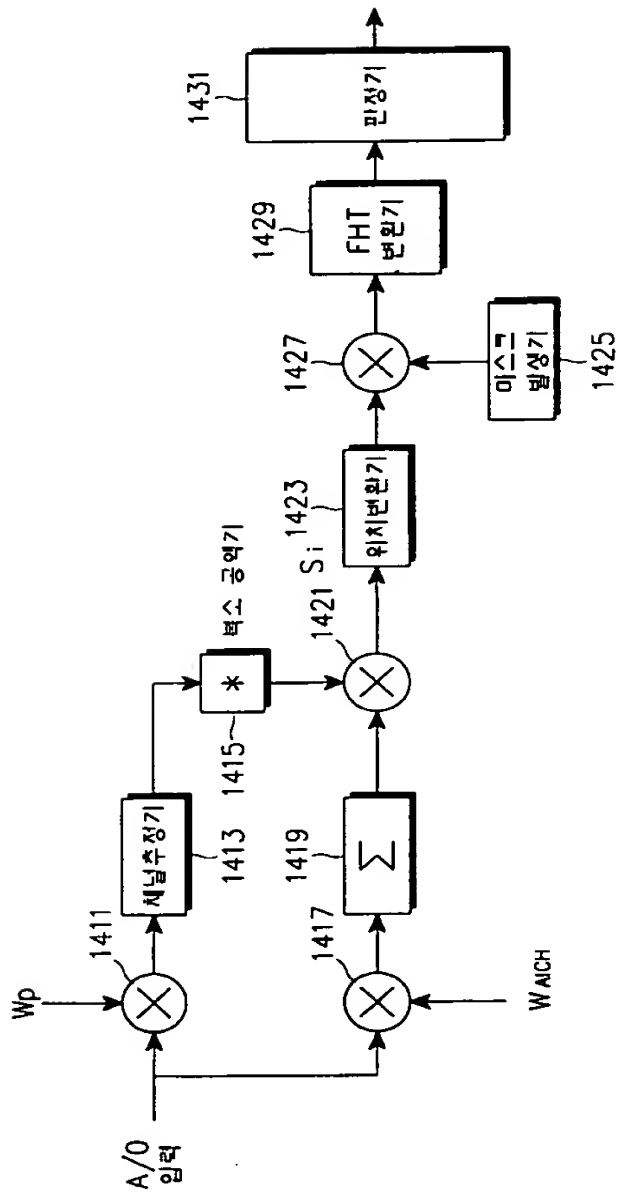 A/O
입력
Wp
1411
채널추정기
1413
*
1415
복소 공액기
1417
WAICH
1419
Σ
1421
Si
1423
위치변환기
1427
마스크
발생기
1425
1429
FHT
변환기
1431
판정기